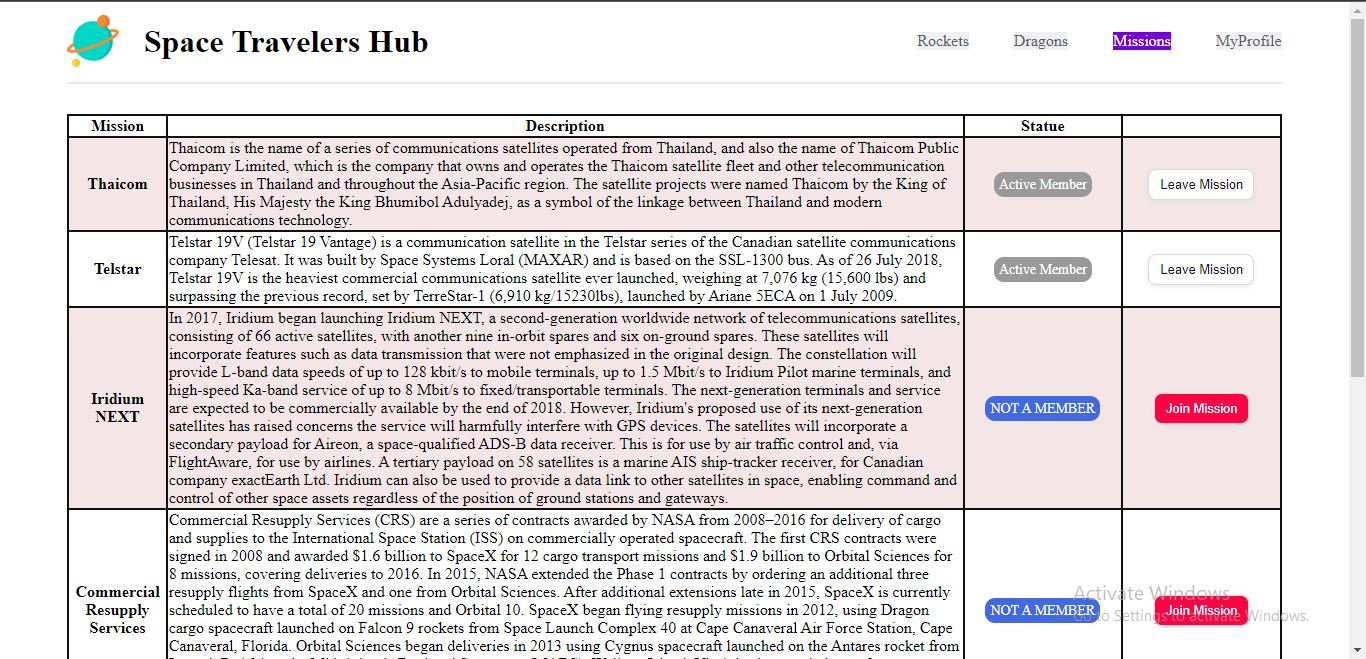 Space Travelers Hub
Rockets
Dragons
Missions
MyProfile
Mission
Description
Statue
Thaicom
Thaicom is the name of a series of communications satellites operated from Thailand, and also the name of Thaicom Public
Company Limited, which is the company that owns and operates the Thaicom satellite fleet and other telecommunication
businesses in Thailand and throughout the Asia-Pacific region. The satellite projects were named Thaicom by the King of
Thailand, His Majesty the King Bhumibol Adulyadej, as a symbol of the linkage between Thailand and modern
communications technology.
Active Member
Leave Mission
Telstar
Telstar 19V (Telstar 19 Vantage) is a communication satellite in the Telstar series of the Canadian satellite communications
company Telesat. It was built by Space Systems Loral (MAXAR) and is based on the SSL-1300 bus. As of 26 July 2018,
Telstar 19V is the heaviest commercial communications satellite ever launched, weighing at 7,076 kg (15,600 lbs) and
surpassing the previous record, set by TerreStar-1 (6,910 kg/15230lbs), launched by Ariane 5ECA on 1 July 2009.
Active Member
Leave Mission
Iridium
NEXT
In 2017, Iridium began launching Iridium NEXT, a second-generation worldwide network of telecommunications satellites,
consisting of 66 active satellites, with another nine in-orbit spares and six on-ground spares. These satellites will
incorporate features such as data transmission that were not emphasized in the original design. The constellation will
provide L-band data speeds of up to 128 kbit/s to mobile terminals, up to 1.5 Mbit/s to Iridium Pilot marine terminals, and
high-speed Ka-band service of up to 8 Mbit/s to fixed/transportable terminals. The next-generation terminals and service
are expected to be commercially available by the end of 2018. However, Iridium's proposed use of its next-generation
satellites has raised concerns the service will harmfully interfere with GPS devices. The satellites will incorporate a
secondary payload for Aireon, a space-qualified ADS-B data receiver. This is for use by air traffic control and, via
FlightAware, for use by airlines. A tertiary payload on 58 satellites is a marine AIS ship-tracker receiver, for Canadian
company exactEarth Ltd. Iridium can also be used to provide a data link to other satellites in space, enabling command and
control of other space assets regardless of the position of ground stations and gateways.
NOT A MEMBER
Join Mission
Commercial
Resupply
Services
Commercial Resupply Services (CRS) are a series of contracts awarded by NASA from 2008–2016 for delivery of cargo
and supplies to the International Space Station (ISS) on commercially operated spacecraft. The first CRS contracts were
signed in 2008 and awarded $1.6 billion to SpaceX for 12 cargo transport missions and $1.9 billion to Orbital Sciences for
8 missions, covering deliveries to 2016. In 2015, NASA extended the Phase 1 contracts by ordering an additional three
resupply flights from SpaceX and one from Orbital Sciences. After additional extensions late in 2015, SpaceX is currently
scheduled to have a total of 20 missions and Orbital 10. SpaceX began flying resupply missions in 2012, using Dragon
cargo spacecraft launched on Falcon 9 rockets from Space Launch Complex 40 at Cape Canaveral Air Force Station, Cape
Canaveral, Florida. Orbital Sciences began deliveries in 2013 using Cygnus spacecraft launched on the Antares rocket from
NOT A MEMBER
Join Mission
Activate Windows
Go to Settings to activate Windows.